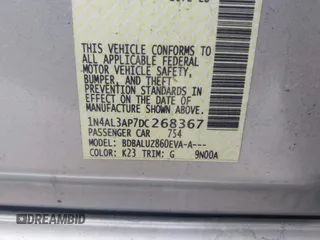 THIS VEHICLE CONFORMS TO
ALL APPLICABLE FEDERAL
MOTOR VEHICLE SAFETY,
BUMPER, AND THEFT
PREVENTION STANDARDS
IN EFFECT ON THE DATE OF
MANUFACTURE SHOWN ABOVE.
1N4AL3AP7DC268367
PASSENGER CAR 754
MODEL: BDBALUZ860EVA-A---
COLOR: K23 TRIM: G 9N00A
© DREAMBID